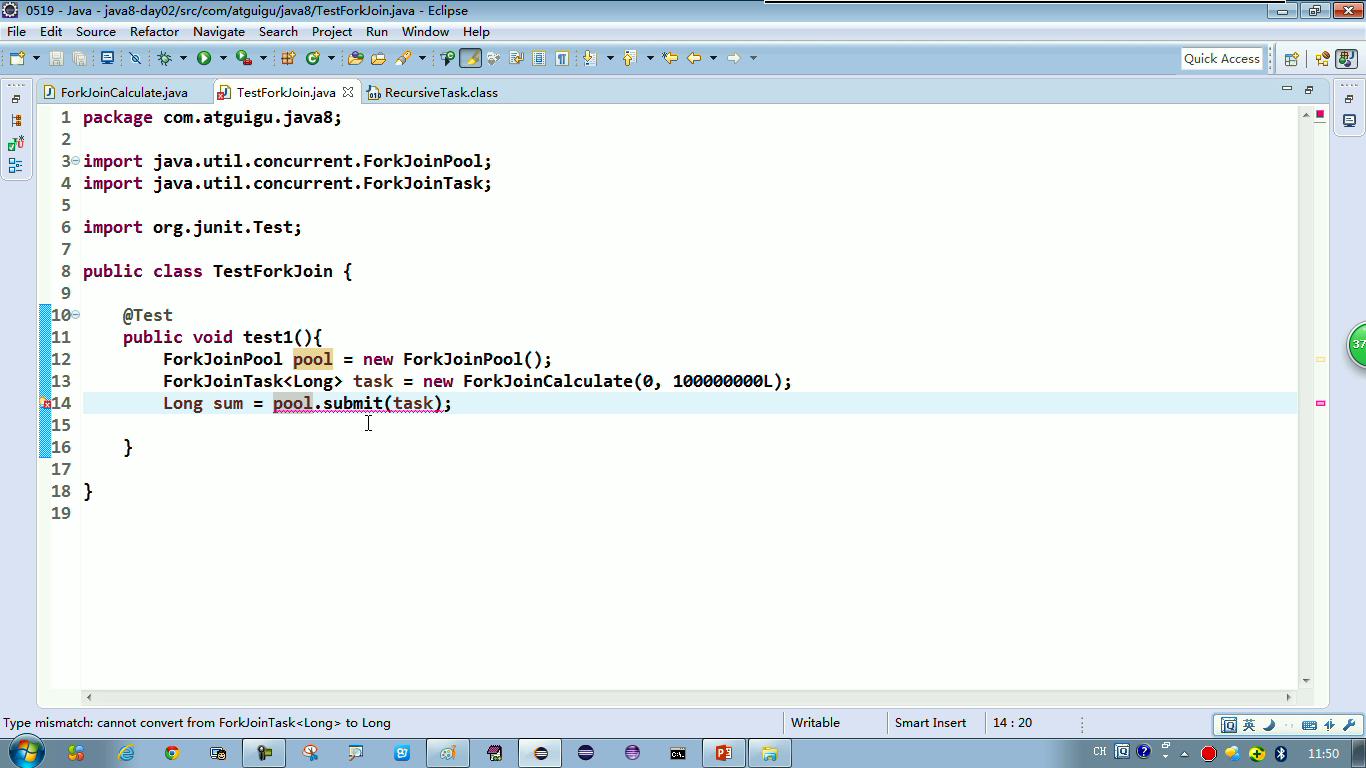 0519 - Java - java8-day02/src/com/atguigu/java8/TestForkJoin.java - Eclipse
File Edit Source Refactor Navigate Search Project Run Window Help
Quick Access
ForkJoinCalculate.java TestForkJoin.java RecursiveTask.class
1 package com.atguigu.java8;
2
3 import java.util.concurrent.ForkJoinPool;
4 import java.util.concurrent.ForkJoinTask;
5
6 import org.junit.Test;
7
8 public class TestForkJoin {
9
10 @Test
11 public void test1(){
12 ForkJoinPool pool = new ForkJoinPool();
13 ForkJoinTask<Long> task = new ForkJoinCalculate(0, 100000000L);
14 Long sum = pool.submit(task);
15
16 }
17
18 }
19
37
Type mismatch: cannot convert from ForkJoinTask<Long> to Long Writable Smart Insert 14 : 20
英
CH 11:50